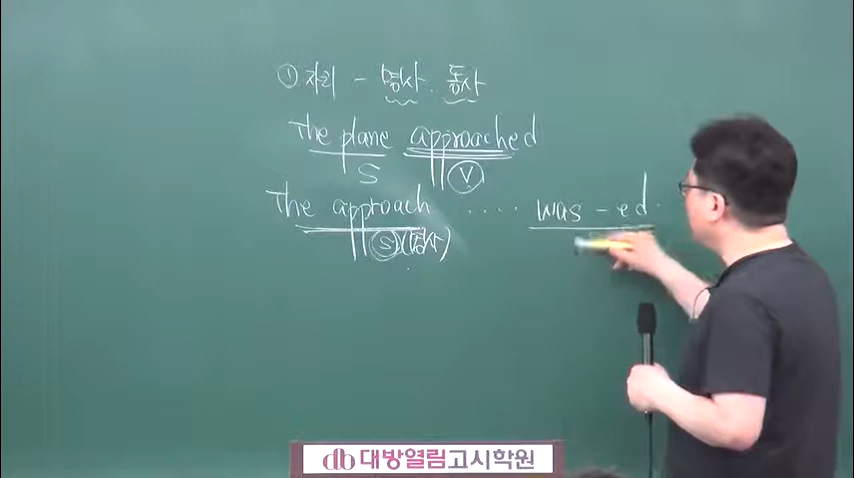 ① 자리 - 명사. 동사
The plane approached
S V
The approach ..... was -ed.
S (명사)
db 대방열림고시학원